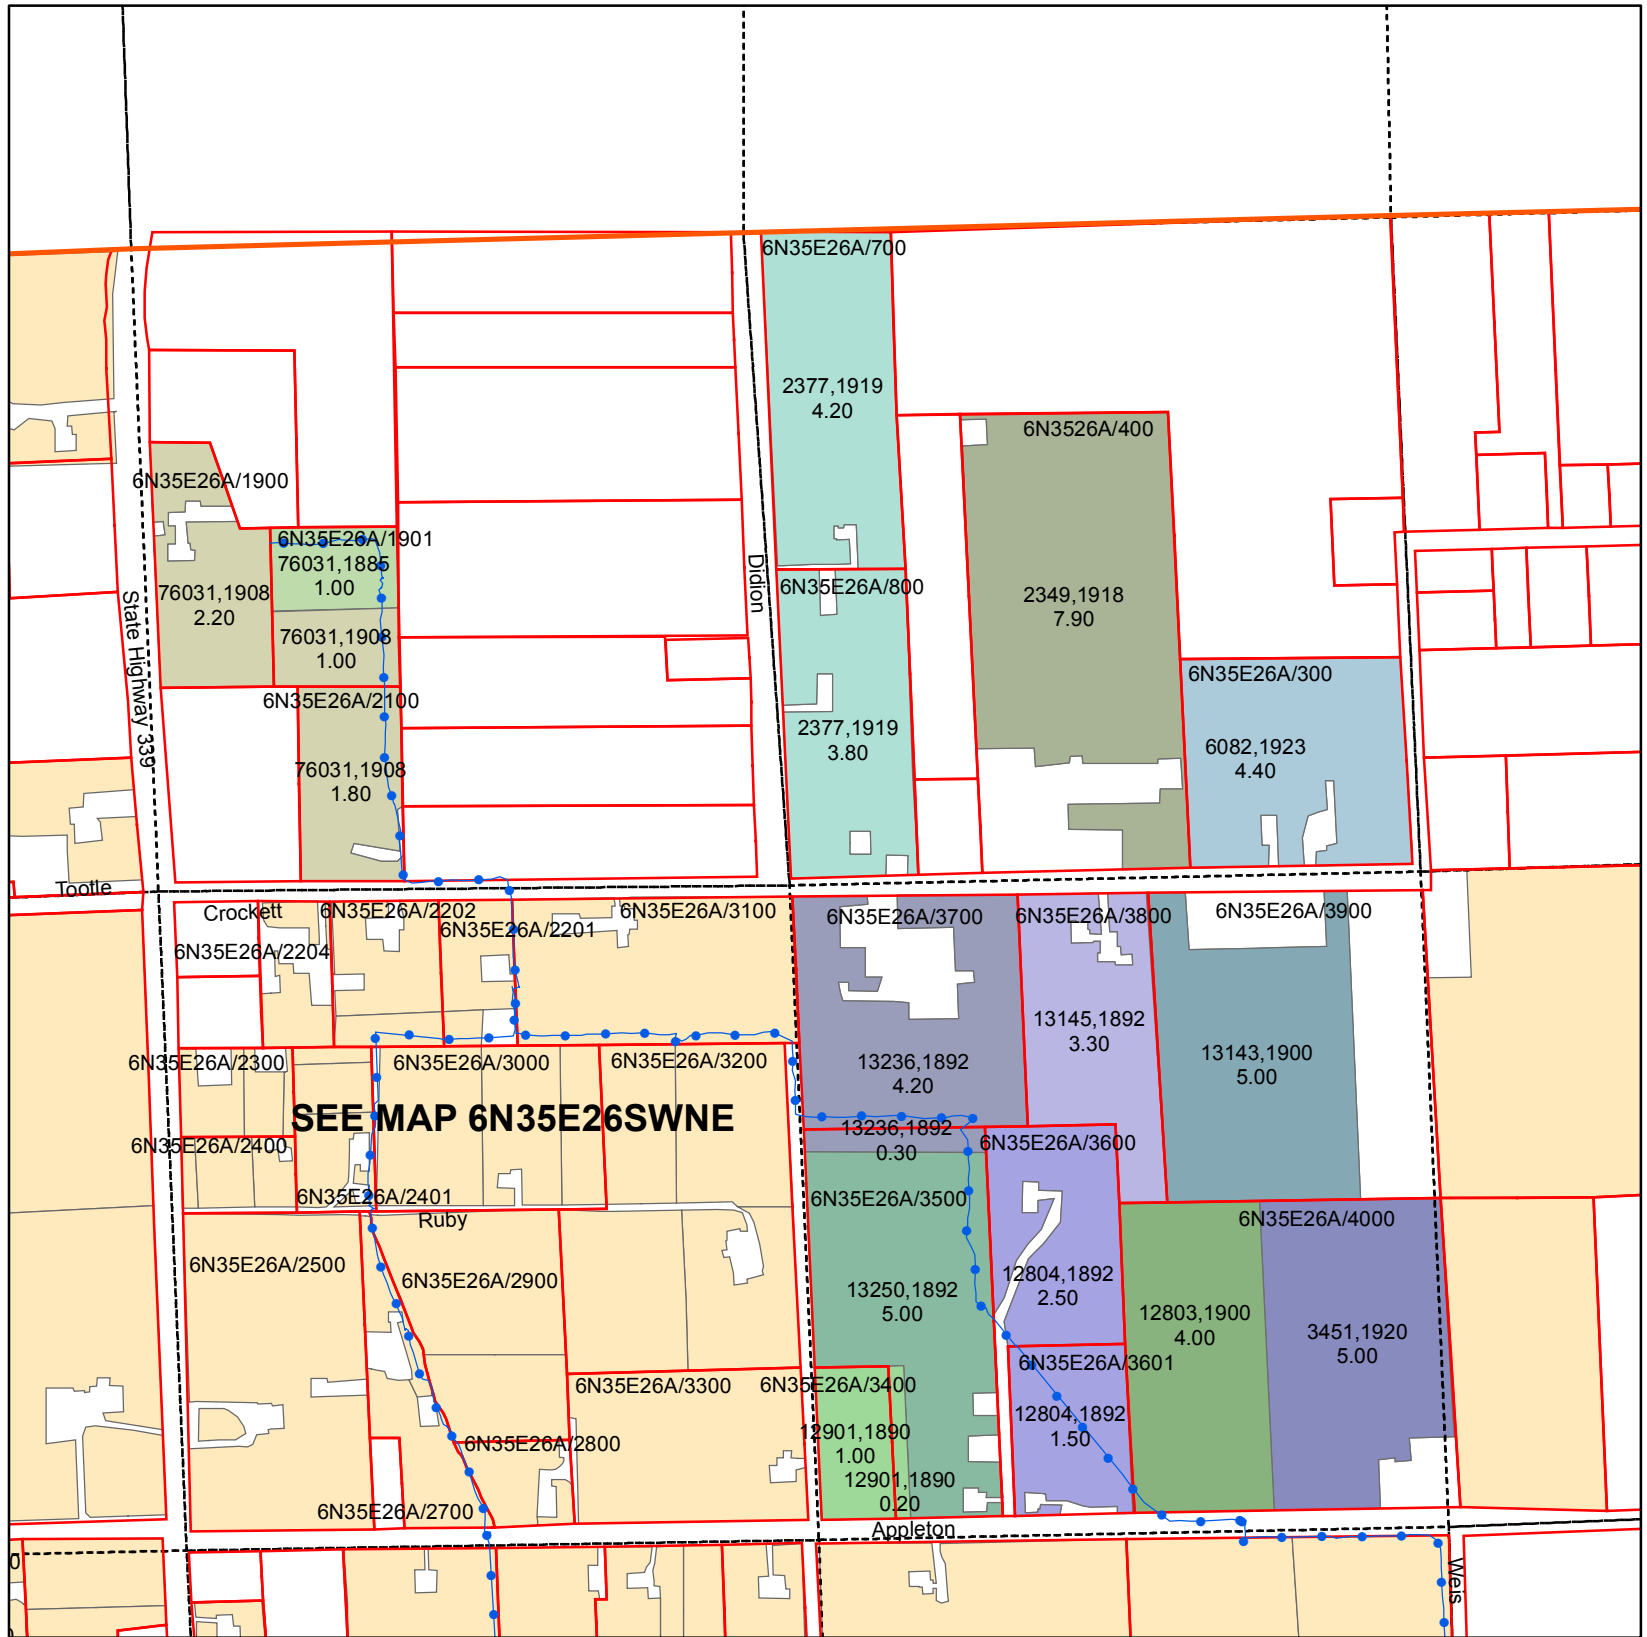 6N35E26A/700
2377,1919
4.20
6N3526A/400
6N35E26A/1900
6N35E26A/1901
76031,1885
1.00
76031,1908
2.20
76031,1908
1.00
Didion
6N35E26A/800
2349,1918
7.90
State Highway 339
6N35E26A/2100
76031,1908
1.80
2377,1919
3.80
6N35E26A/300
6082,1923
4.40
Tootle
Crockett
6N35E26A/2202
6N35E26A/2201
6N35E26A/3100
6N35E26A/2204
6N35E26A/3700
6N35E26A/3800
6N35E26A/3900
13145,1892
3.30
13236,1892
4.20
13143,1900
5.00
6N35E26A/2300
6N35E26A/3000
6N35E26A/3200
SEE MAP 6N35E26SWNE
6N35E26A/2400
13236,1892
0.30
6N35E26A/3600
6N35E26A/2401
6N35E26A/3500
Ruby
6N35E26A/4000
6N35E26A/2500
6N35E26A/2900
13250,1892
5.00
12804,1892
2.50
12803,1900
4.00
3451,1920
5.00
6N35E26A/3300
6N35E26A/3400
6N35E26A/3601
12804,1892
1.50
6N35E26A/2800
12901,1890
1.00
12901,1890
0.20
6N35E26A/2700
Appleton
Weis